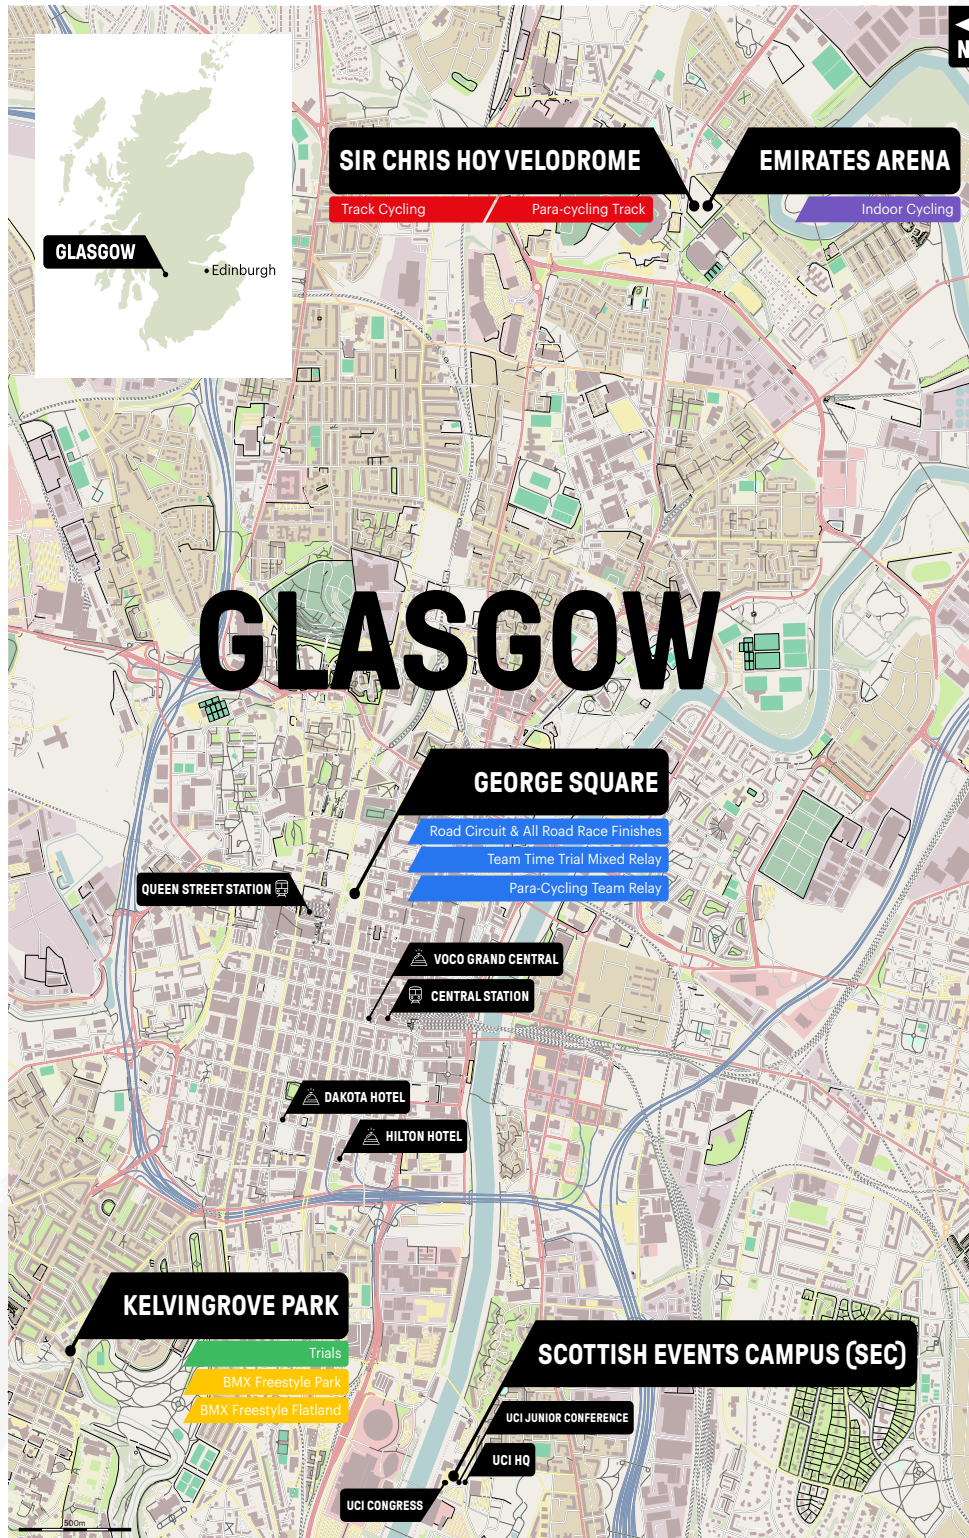 N
SIR CHRIS HOY VELODROME
Track Cycling
Para-cycling Track
EMIRATES ARENA
Indoor Cycling
GLASGOW
Edinburgh
GLASGOW
GEORGE SQUARE
Road Circuit & All Road Race Finishes
Team Time Trial Mixed Relay
Para-Cycling Team Relay
QUEEN STREET STATION
VOCO GRAND CENTRAL
CENTRAL STATION
DAKOTA HOTEL
HILTON HOTEL
KELVINGROVE PARK
Trials
BMX Freestyle Park
BMX Freestyle Flatland
SCOTTISH EVENTS CAMPUS (SEC)
UCI JUNIOR CONFERENCE
UCI HQ
UCI CONGRESS
500m